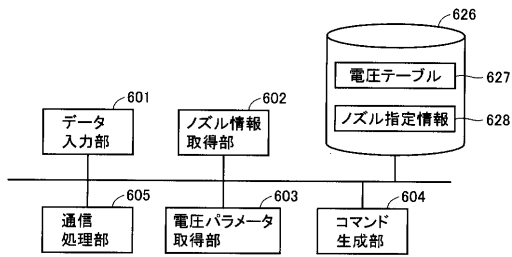 626
電圧テーブル
627
ノズル指定情報
628
601
データ
入力部
602
ノズル情報
取得部
605
通信
処理部
603
電圧パラメータ
取得部
604
コマンド
生成部